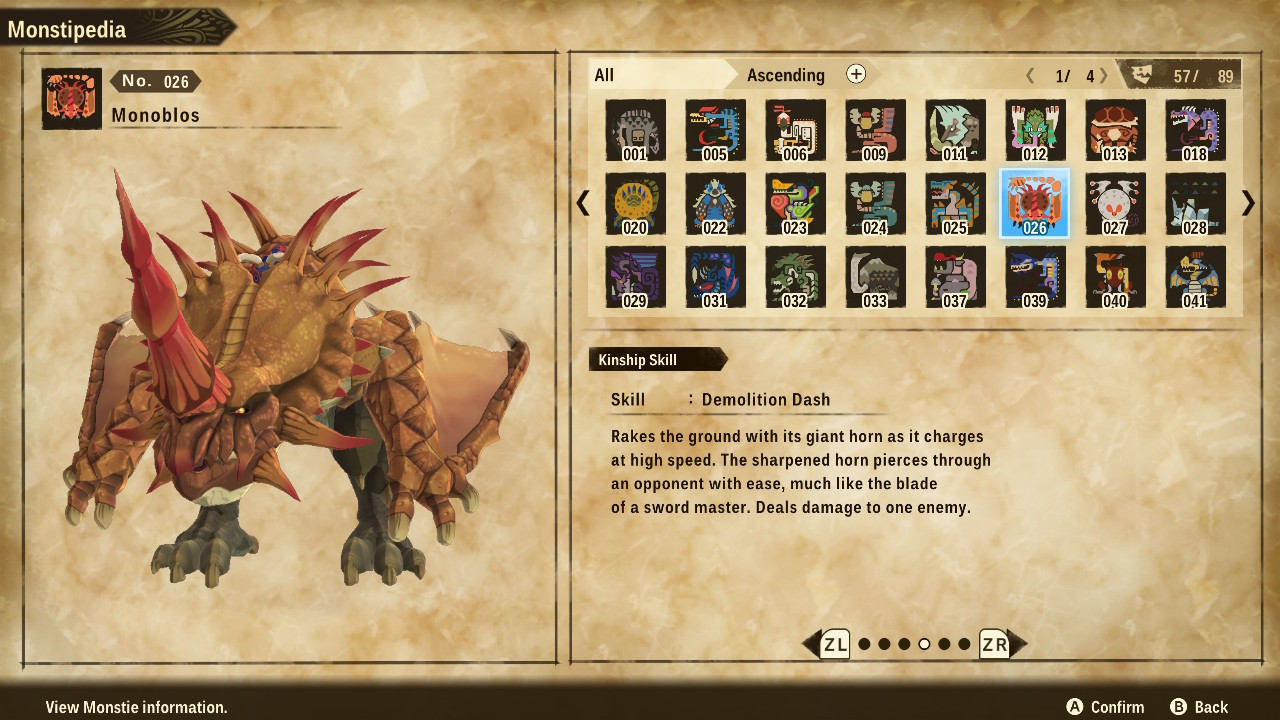 Monstipedia
No. 026
Monoblos
All
Ascending
1/ 4
57/ 89
001 005 006 009 011 012 013 018
020 022 023 024 025 026 027 028
029 031 032 033 037 039 040 041
Kinship Skill
Skill : Demolition Dash
Rakes the ground with its giant horn as it charges
at high speed. The sharpened horn pierces through
an opponent with ease, much like the blade
of a sword master. Deals damage to one enemy.
ZL ZR
View Monstie information.
A Confirm B Back